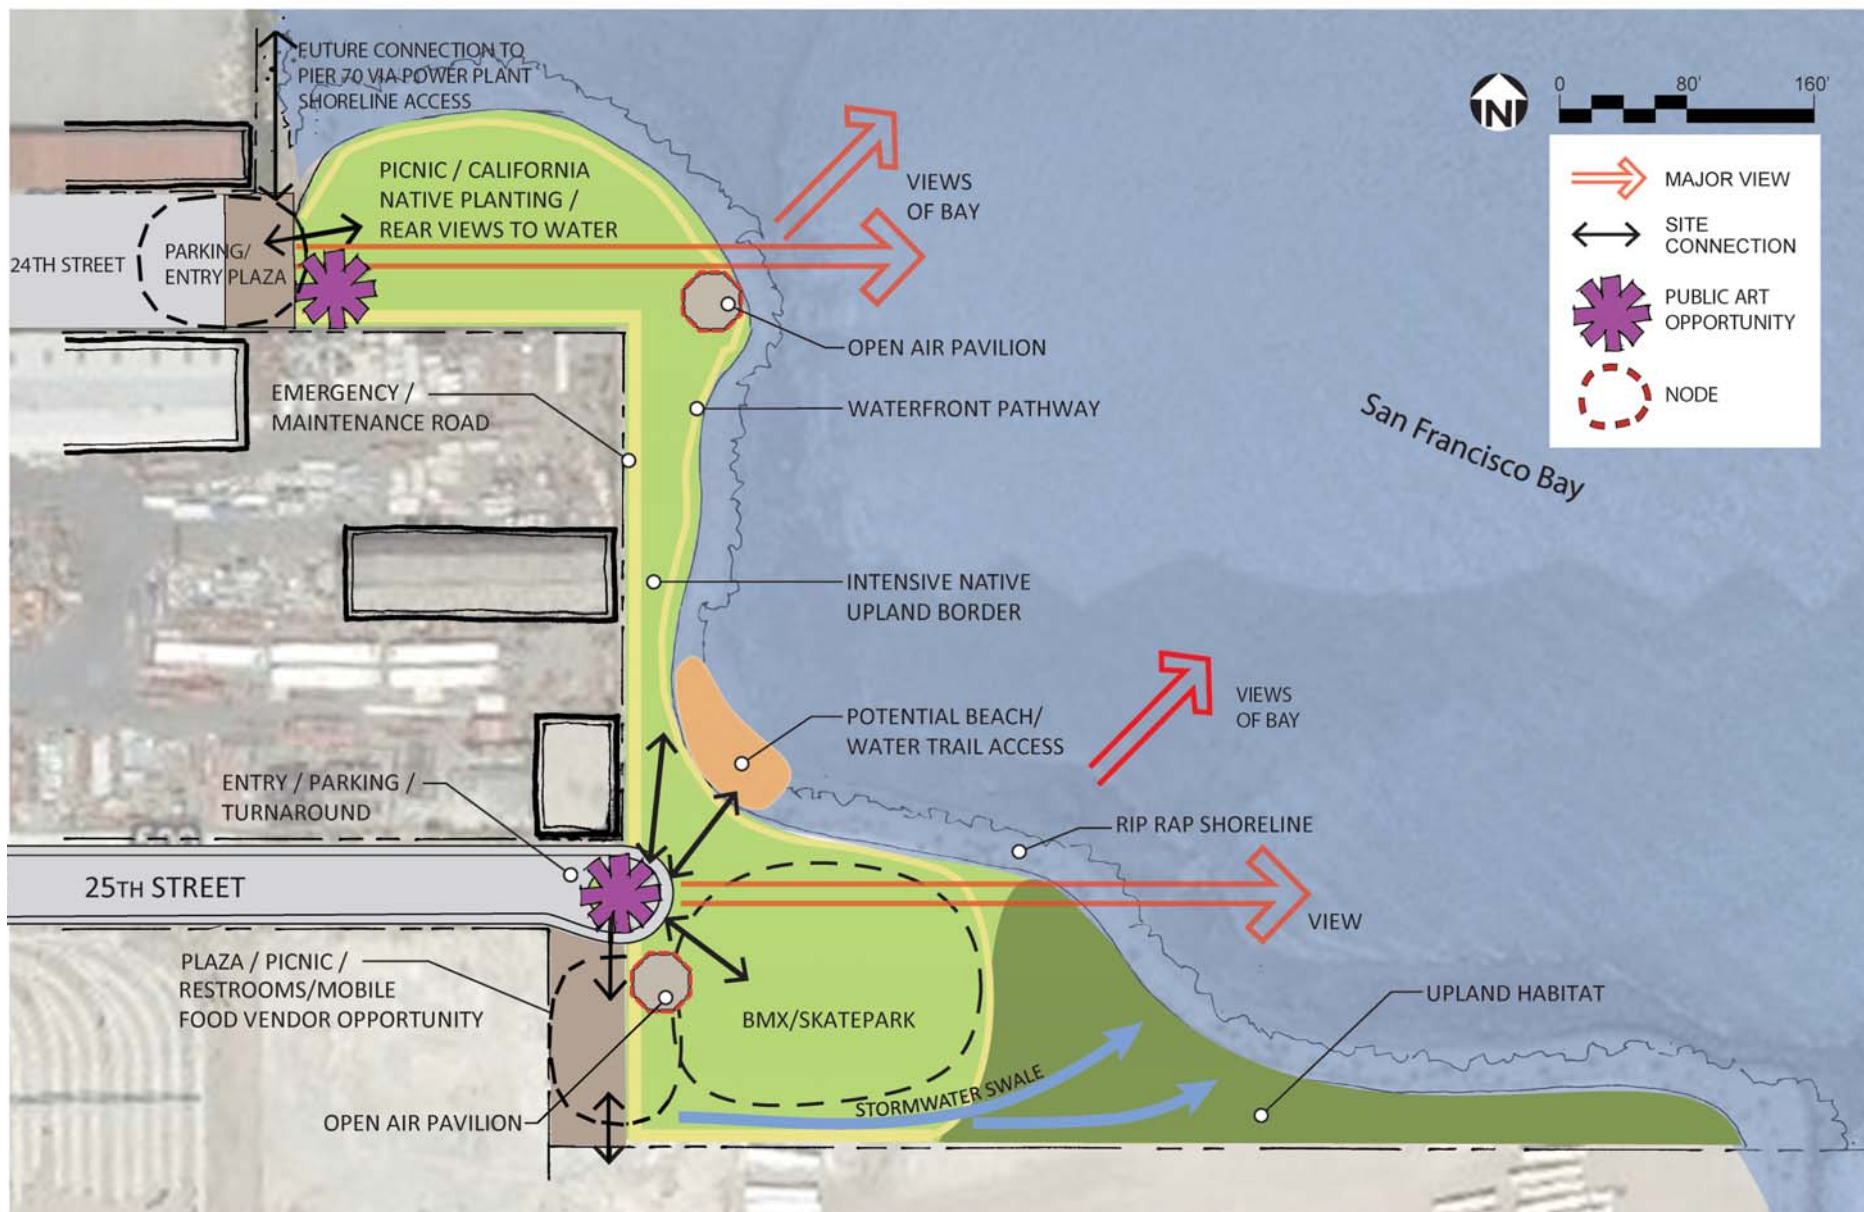 FUTURE CONNECTION TO
PIER 70 VIA POWER PLANT
SHORELINE ACCESS
N
0 80' 160'
PICNIC / CALIFORNIA
NATIVE PLANTING /
REAR VIEWS TO WATER
VIEWS
OF BAY
MAJOR VIEW
SITE
CONNECTION
PUBLIC ART
OPPORTUNITY
NODE
24TH STREET
PARKING/
ENTRY PLAZA
OPEN AIR PAVILION
EMERGENCY /
MAINTENANCE ROAD
WATERFRONT PATHWAY
San Francisco Bay
INTENSIVE NATIVE
UPLAND BORDER
POTENTIAL BEACH/
WATER TRAIL ACCESS
VIEWS
OF BAY
ENTRY / PARKING /
TURNAROUND
RIP RAP SHORELINE
25TH STREET
VIEW
PLAZA / PICNIC /
RESTROOMS/MOBILE
FOOD VENDOR OPPORTUNITY
BMX/SKATEPARK
UPLAND HABITAT
STORMWATER SWALE
OPEN AIR PAVILION